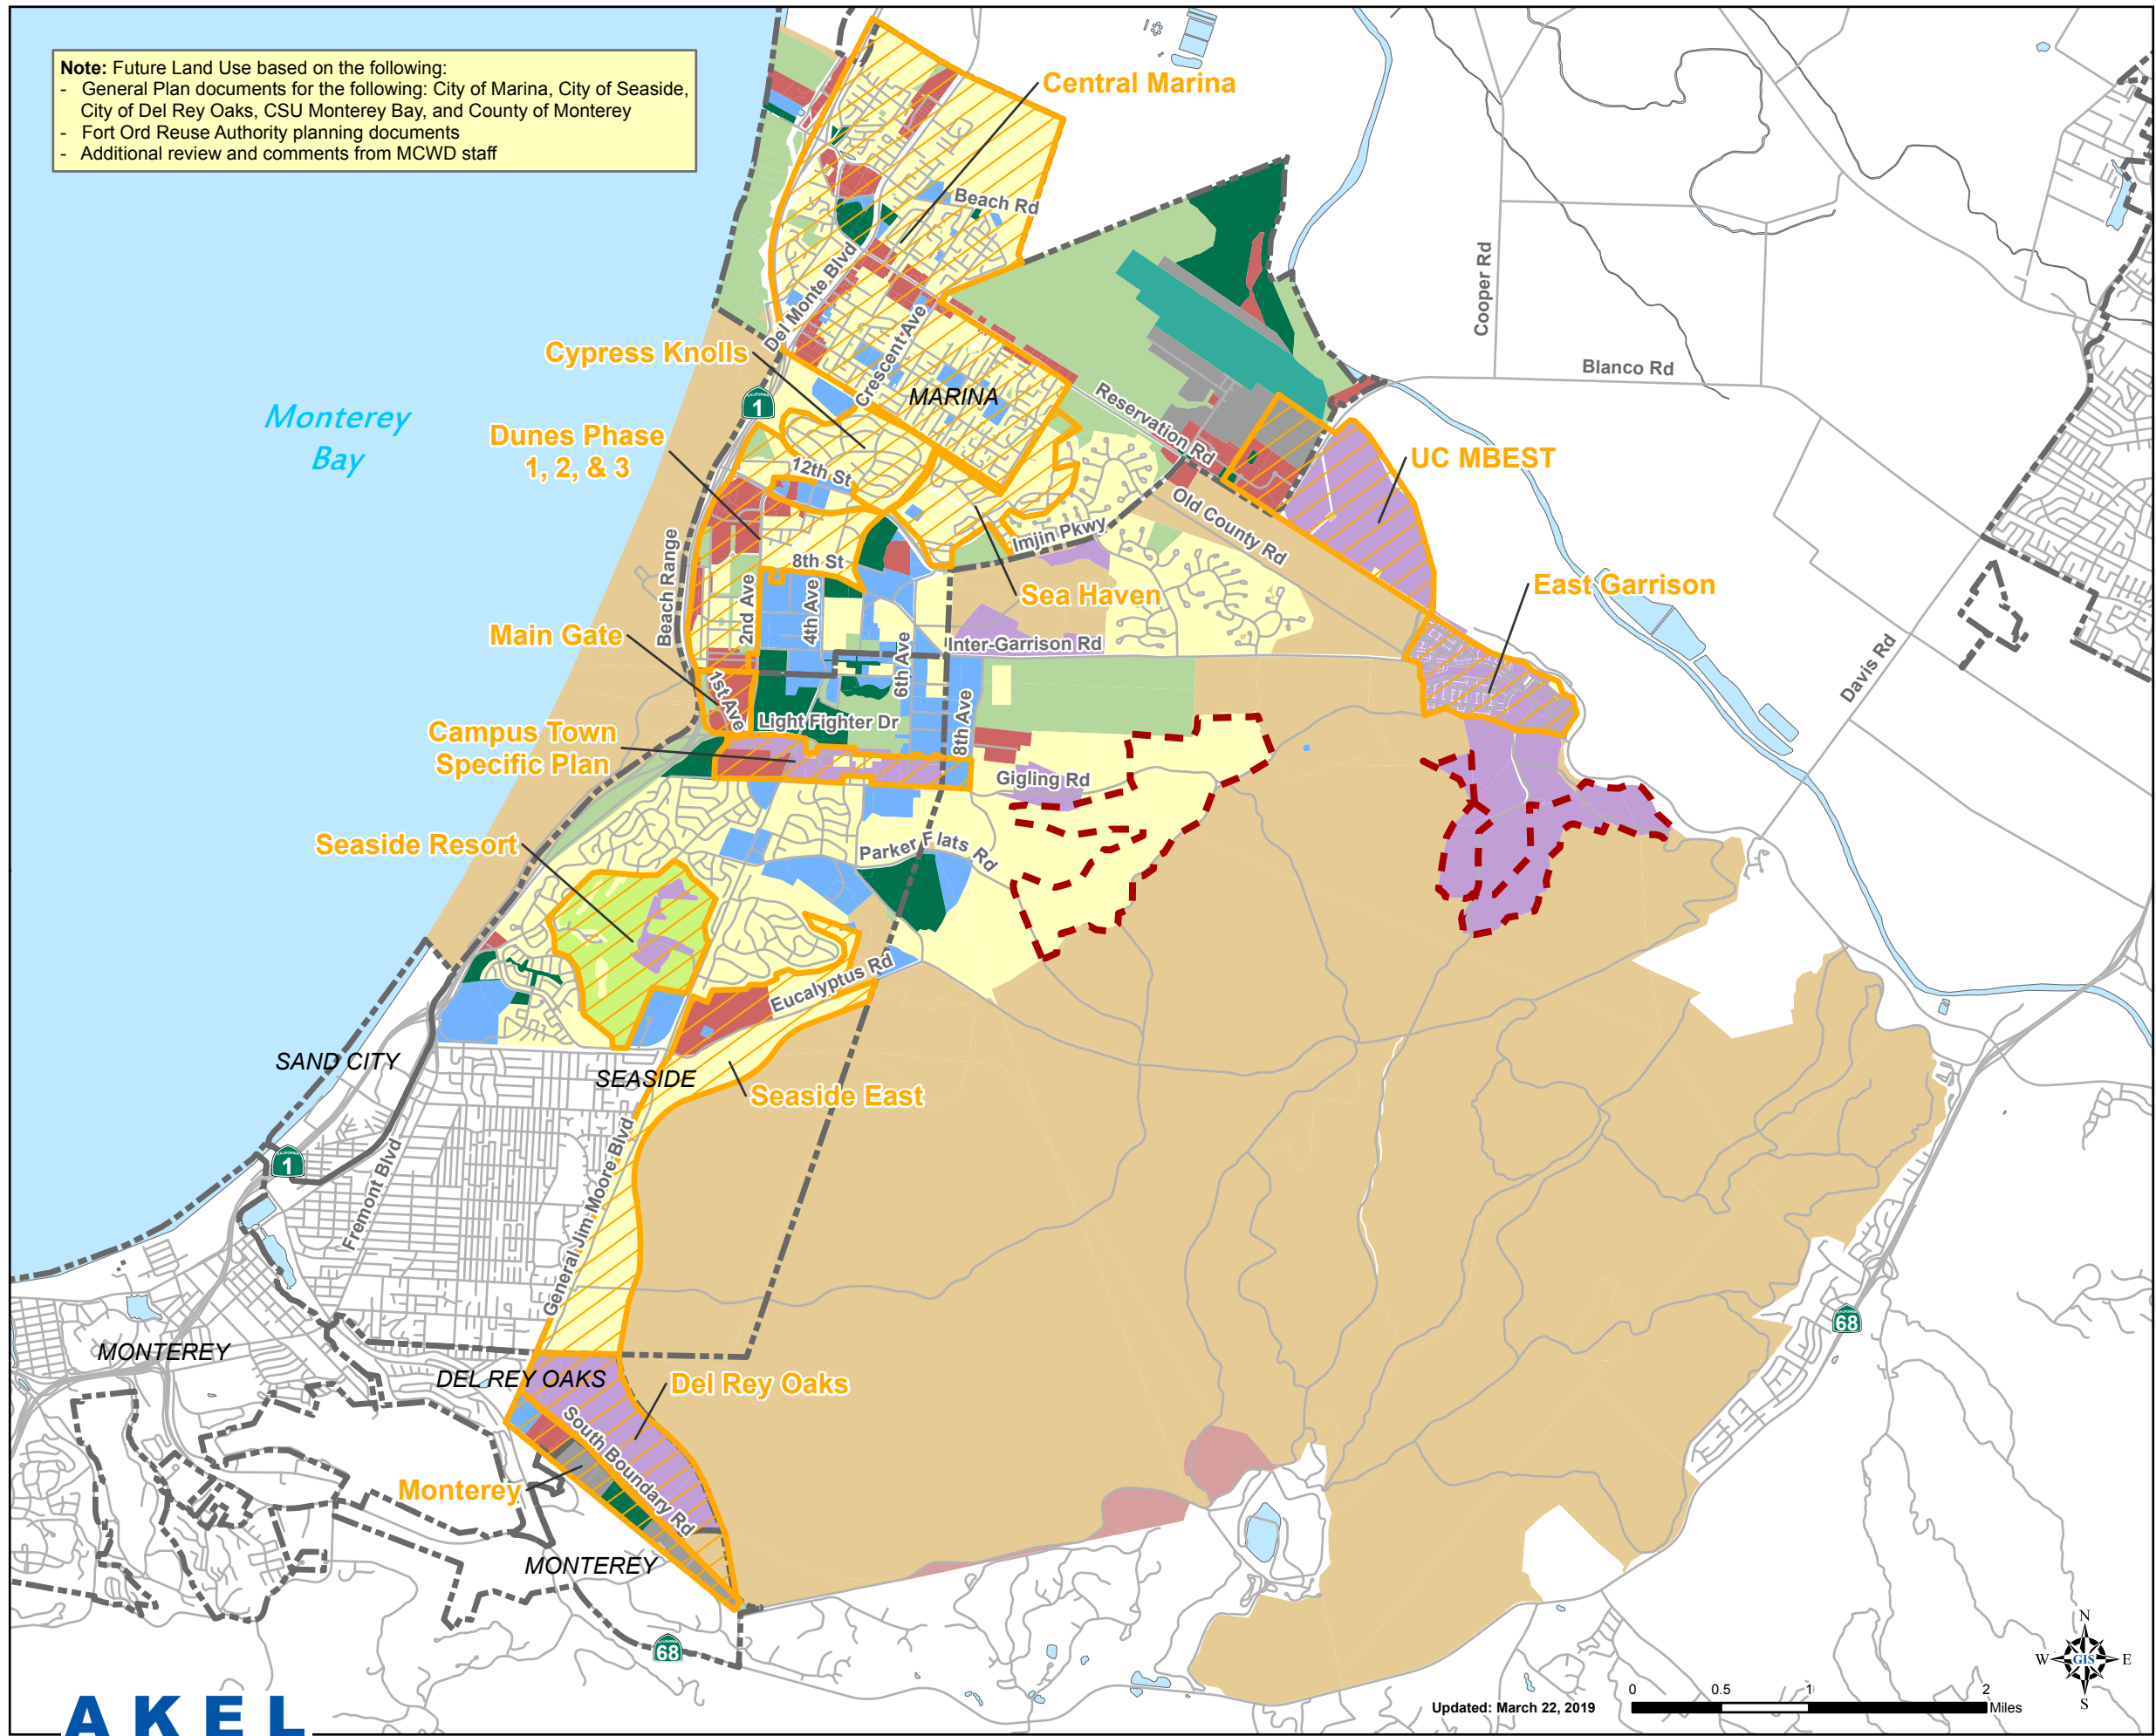 Note: Future Land Use based on the following:
- General Plan documents for the following: City of Marina, City of Seaside,
City of Del Rey Oaks, CSU Monterey Bay, and County of Monterey
- Fort Ord Reuse Authority planning documents
- Additional review and comments from MCWD staff
Central Marina
Beach Rd
Del Monte Blvd
Cooper Rd
Cypress Knolls
Crescent Ave
Blanco Rd
MARINA
Monterey
Bay
CALIFORNIA
1
Reservation Rd
Dunes Phase
1, 2, & 3
12th St
UC MBEST
Old County Rd
Imjin Pkwy
Beach Range
8th St
2nd Ave
4th Ave
Sea Haven
East Garrison
Main Gate
6th Ave
Inter-Garrison Rd
Davis Rd
1st Ave
Light Fighter Dr
8th Ave
Campus Town
Specific Plan
Gigling Rd
Seaside Resort
Parker Flats Rd
Eucalyptus Rd
SAND CITY
SEASIDE
Seaside East
CALIFORNIA
1
Fremont Blvd
General Jim Moore Blvd
CALIFORNIA
68
MONTEREY
DEL REY OAKS
Del Rey Oaks
South Boundary Rd
Monterey
MONTEREY
CALIFORNIA
68
N
W GIS E
S
Updated: March 22, 2019
0 0.5 1 2
Miles
AKEL